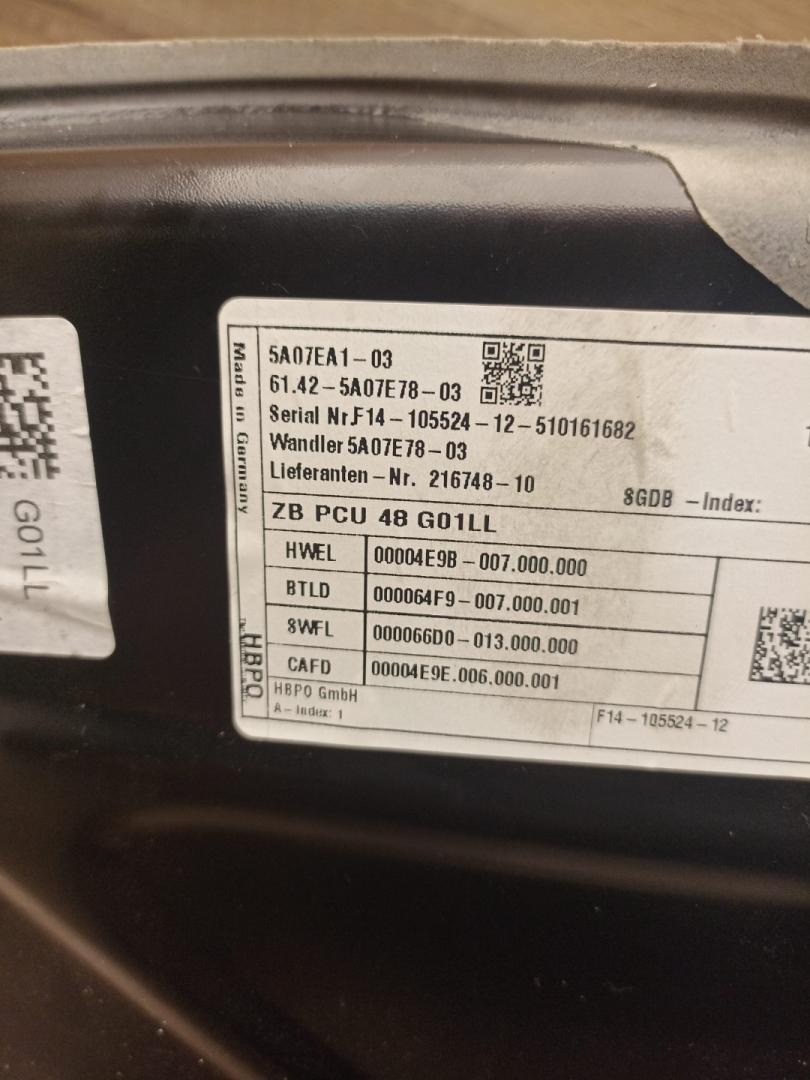 5A07EA1-03
61.42-5A07E78-03
Serial Nr.F14-105524-12-510161682
Wandler 5A07E78-03
Lieferanten-Nr. 216748-10
SGDB -Index:
ZB PCU 48 G01LL
HWEL 00004E9B-007.000.000
BTLD 000064F9-007.000.001
SWFL 000066D0-013.000.000
CAFD 00004E9E.006.000.001
HBPO GmbH
A-Index: 1
F14-105524-12
Made in Germany
HBPO
G01LL